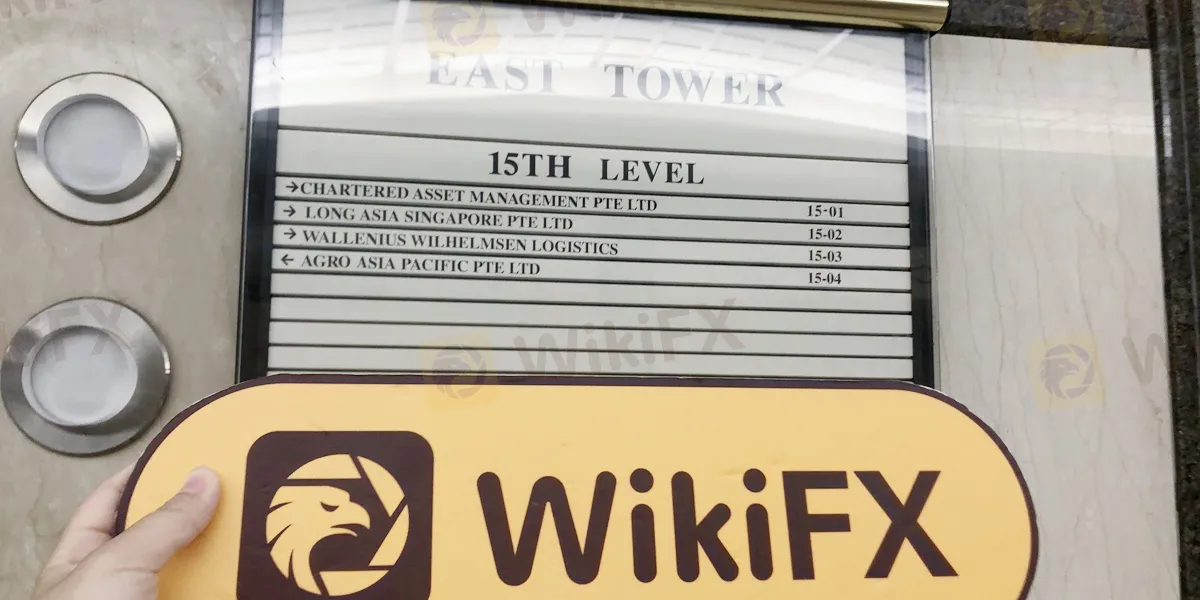 EAST TOWER
15TH LEVEL
→CHARTERED ASSET MANAGEMENT PTE LTD 15-01
→ LONG ASIA SINGAPORE PTE LTD 15-02
→ WALLENIUS WILHELMSEN LOGISTICS 15-03
← AGRO ASIA PACIFIC PTE LTD 15-04
WikiFX
WikiFX